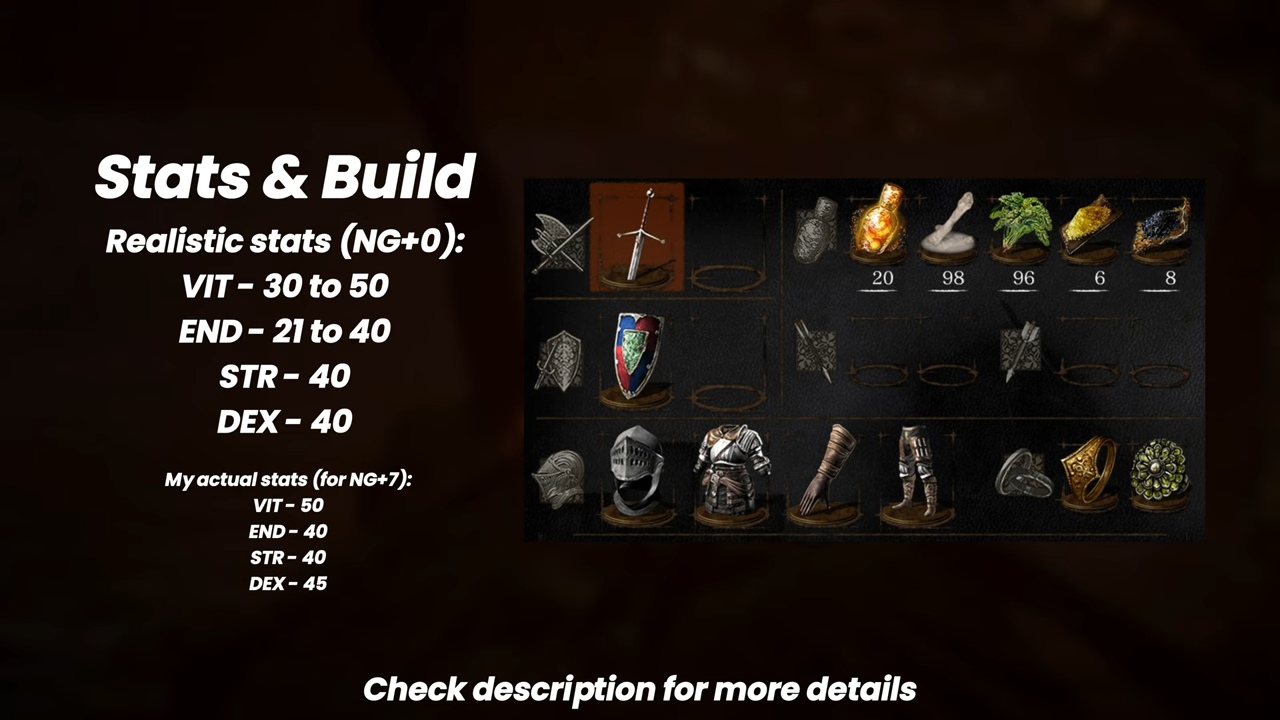 Stats & Build
Realistic stats (NG+0):
VIT - 30 to 50
END - 21 to 40
STR - 40
DEX - 40
My actual stats (for NG+7):
VIT - 50
END - 40
STR - 40
DEX - 45
20 98 96 6 8
Check description for more details